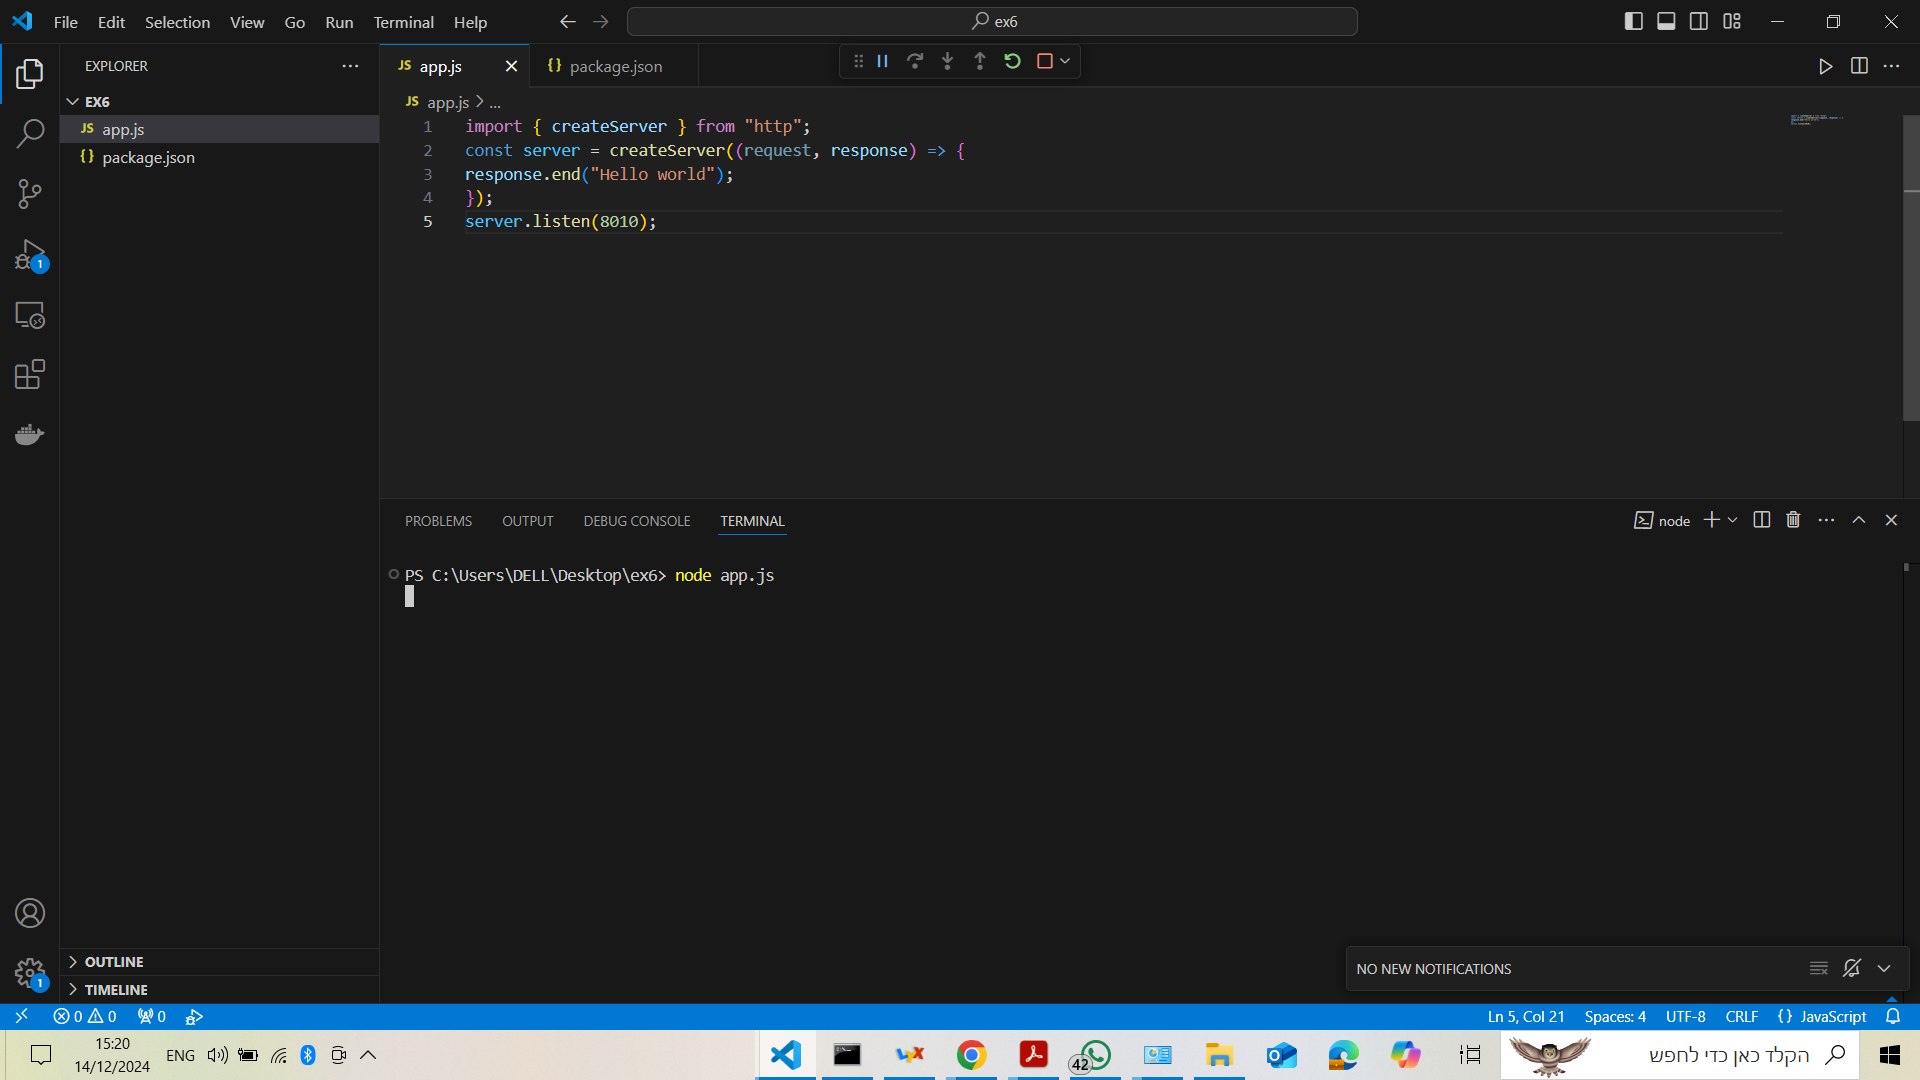 File Edit Selection View Go Run Terminal Help
ex6
EXPLORER
EX6
JS app.js
{} package.json
JS app.js
{} package.json
JS app.js > ...
1 import { createServer } from "http";
2 const server = createServer((request, response) => {
3 response.end("Hello world");
4 });
5 server.listen(8010);
PROBLEMS OUTPUT DEBUG CONSOLE TERMINAL
node
PS C:\Users\DELL\Desktop\ex6> node app.js
1
1
OUTLINE
TIMELINE
NO NEW NOTIFICATIONS
0 0 0
Ln 5, Col 21 Spaces: 4 UTF-8 CRLF {} JavaScript
15:20
14/12/2024
ENG
42
הקלד כאן כדי לחפש